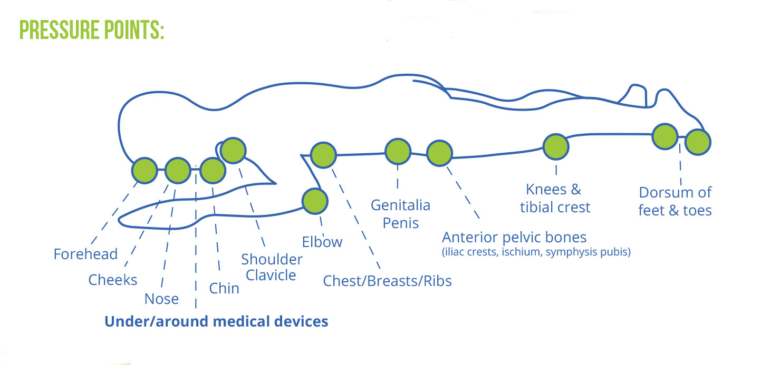 PRESSURE POINTS:
Forehead
Cheeks
Nose
Under/around medical devices
Chin
Shoulder
Clavicle
Elbow
Chest/Breasts/Ribs
Genitalia
Penis
Anterior pelvic bones
(iliac crests, ischium, symphysis pubis)
Knees &
tibial crest
Dorsum of
feet & toes